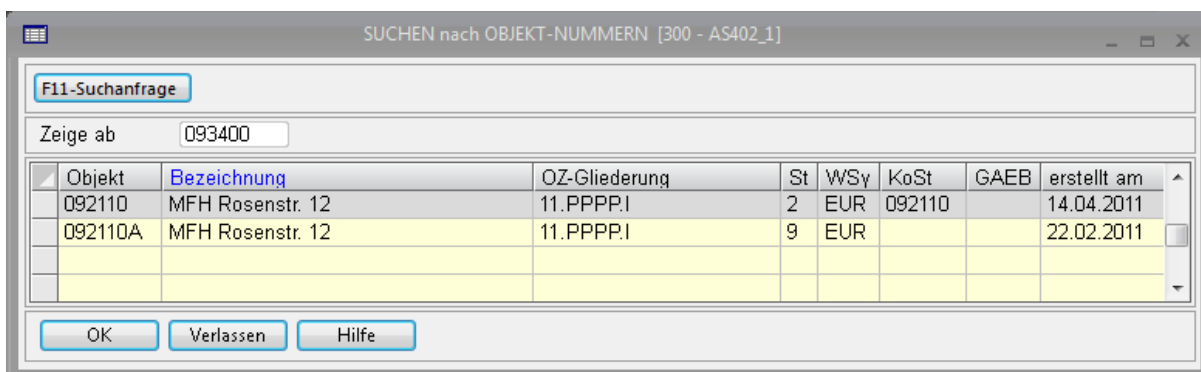 SUCHEN nach OBJEKT-NUMMERN [300 - AS402_1]
F11-Suchanfrage
Zeige ab 093400
Objekt Bezeichnung OZ-Gliederung St WSy KoSt GAEB erstellt am
092110 MFH Rosenstr. 12 11.PPPP.I 2 EUR 092110 14.04.2011
092110A MFH Rosenstr. 12 11.PPPP.I 9 EUR 22.02.2011
OK Verlassen Hilfe